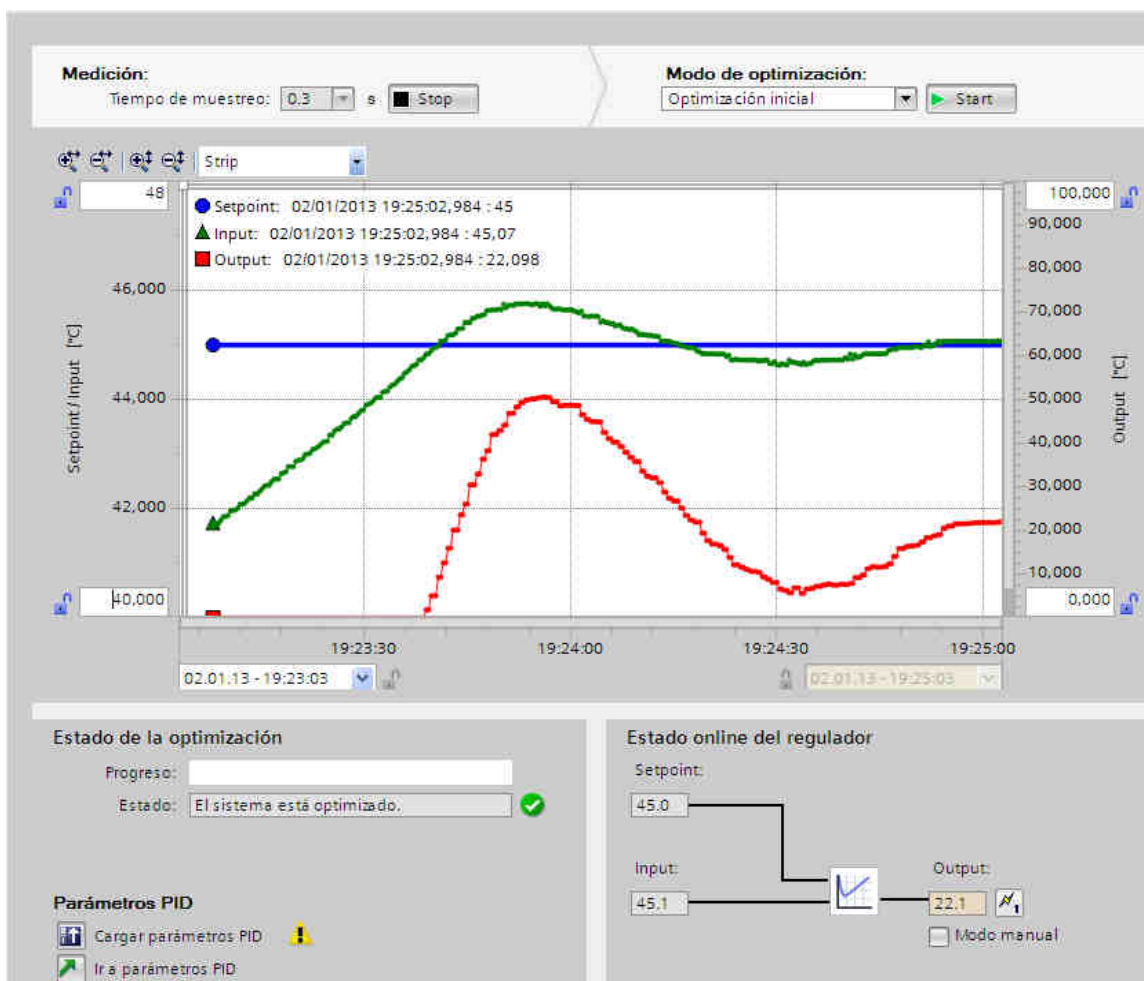 Medición:
Tiempo de muestreo: 0.3 s Stop
Modo de optimización:
Optimización inicial Start
Strip
48
100,000
Setpoint: 02/01/2013 19:25:02,984 : 45
Input: 02/01/2013 19:25:02,984 : 45,07
Output: 02/01/2013 19:25:02,984 : 22,098
90,000
80,000
46,000
70,000
60,000
44,000
50,000
40,000
30,000
42,000
20,000
10,000
40,000
0,000
Setpoint / Input [°C]
Output [°C]
19:23:30 19:24:00 19:24:30 19:25:00
02.01.13 - 19:23:03
02.01.13 - 19:25:03
Estado de la optimización
Progreso:
Estado: El sistema está optimizado.
Parámetros PID
Cargar parámetros PID
Ir a parámetros PID
Estado online del regulador
Setpoint:
45.0
Input:
45.1
Output:
22.1
1
Modo manual